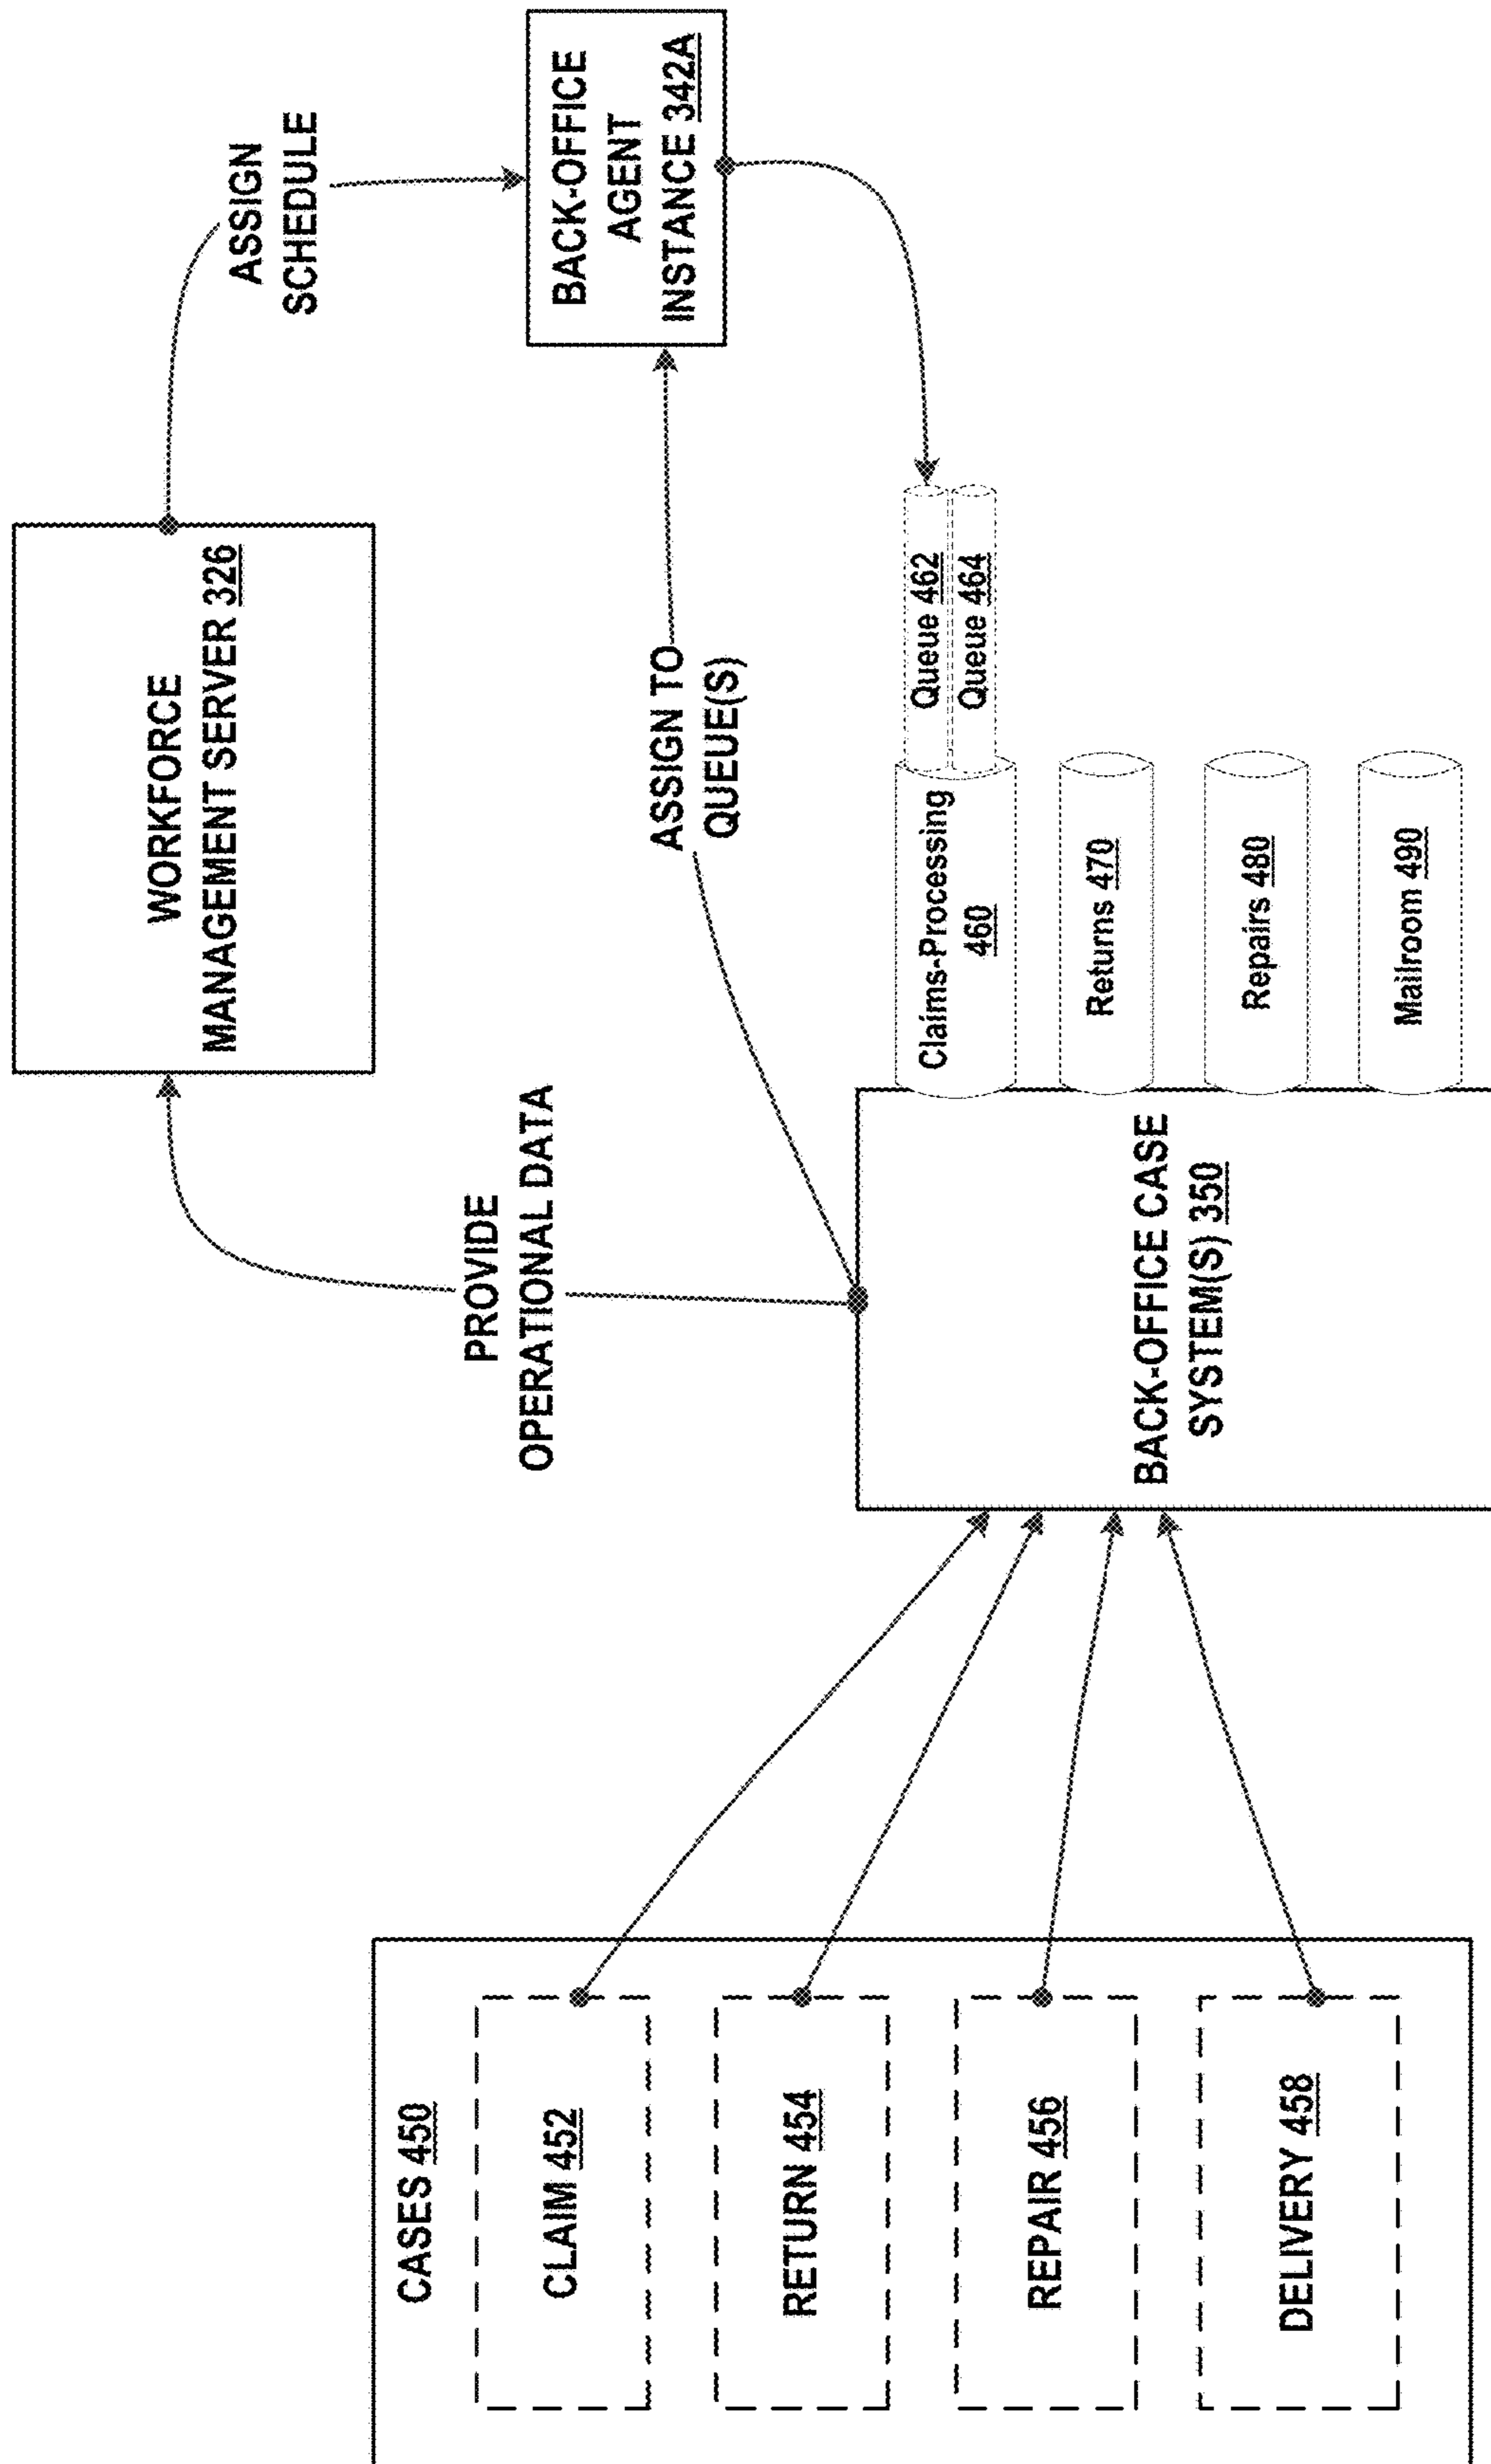 CASES 450
CLAIM 452
RETURN 454
REPAIR 456
DELIVERY 458
PROVIDE
OPERATIONAL DATA
WORKFORCE
MANAGEMENT SERVER 326
ASSIGN
SCHEDULE
BACK-OFFICE
AGENT
INSTANCE 342A
ASSIGN TO
QUEUE(S)
BACK-OFFICE CASE
SYSTEM(S) 350
Claims-Processing
460
Queue 462
Queue 464
Returns 470
Repairs 480
Mailroom 490